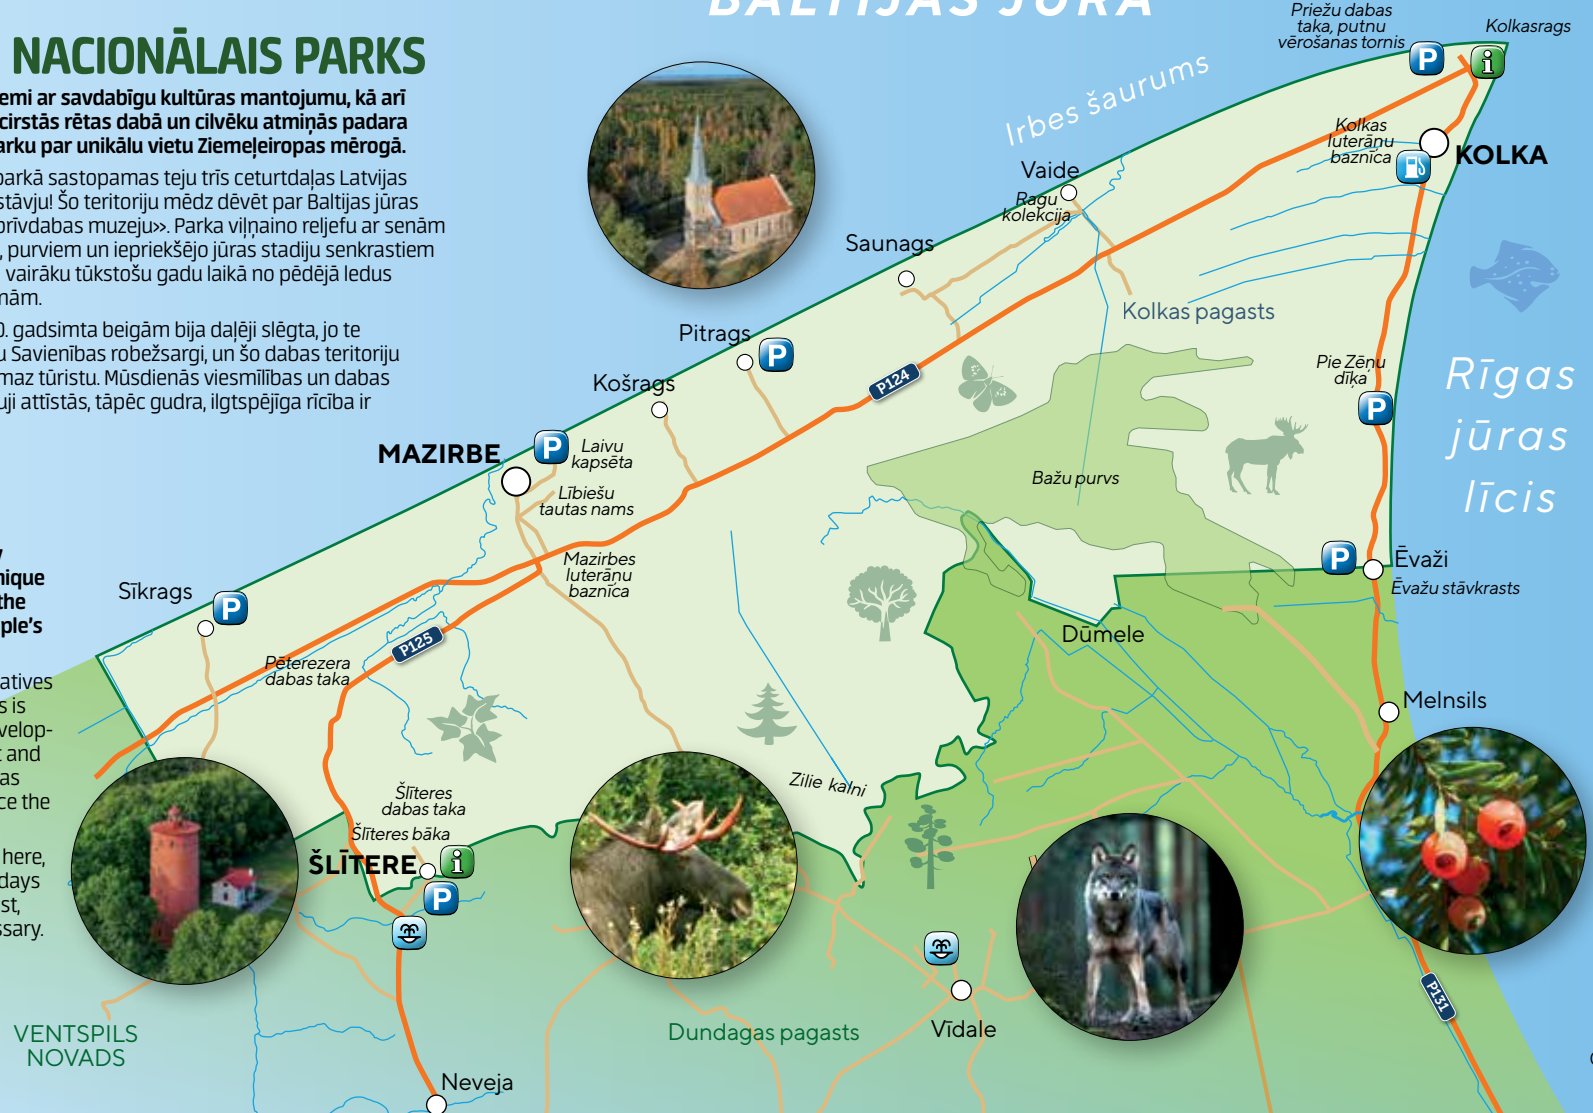 BALTIJAS JŪRA
NACIONĀLAIS PARKS
iemi ar savdabīgu kultūras mantojumu, kā arī
cirstās rētas dabā un cilvēku atmiņās padara
arku par unikālu vietu Ziemeļeiropas mērogā.
parkā sastopamas teju trīs ceturtdaļas Latvijas
stāvju! Šo teritoriju mēdz dēvēt par Baltijas jūras
orīvdabas muzeju››. Parka viļņaino reljefu ar senām
, purviem un iepriekšējo jūras stadiju senkrastiem
vairāku tūkstošu gadu laikā no pēdējā ledus
nām.
0. gadsimta beigām bija daļēji slēgta, jo te
u Savienības robežsargi, un šo dabas teritoriju
maz tūristu. Mūsdienās viesmīlības un dabas
uji attīstās, tāpēc gudra, ilgtspējīga rīcība ir
y
nique
the
ple's
atives
s is
velop-
t and
as
ce the
here,
days
st,
ssary.
Priežu dabas
taka, putnu
vērošanas tornis
P
Kolkasrags
i
Irbes šaurums
Kolkas
luterāņu
baznīca
KOLKA
Vaide
Ragu
kolekcija
Saunags
Kolkas pagasts
Pitrags
P
P124
Košrags
Pie Zēņu
dīķa
P
Rīgas
jūras
līcis
MAZIRBE
P
Laivu
kapsēta
Lībiešu
tautas nams
Bažu purvs
Mazirbes
luterāņu
baznīca
P
Ēvaži
Ēvažu stāvkrasts
Sīkrags
P
P125
Dūmele
Pēterezera
dabas taka
Melnsils
Zilie kalni
Šlīteres
dabas taka
Šlīteres bāka
ŠLĪTERE
i
P
P131
VENTSPILS
NOVADS
Dundagas pagasts
Vīdale
Neveja